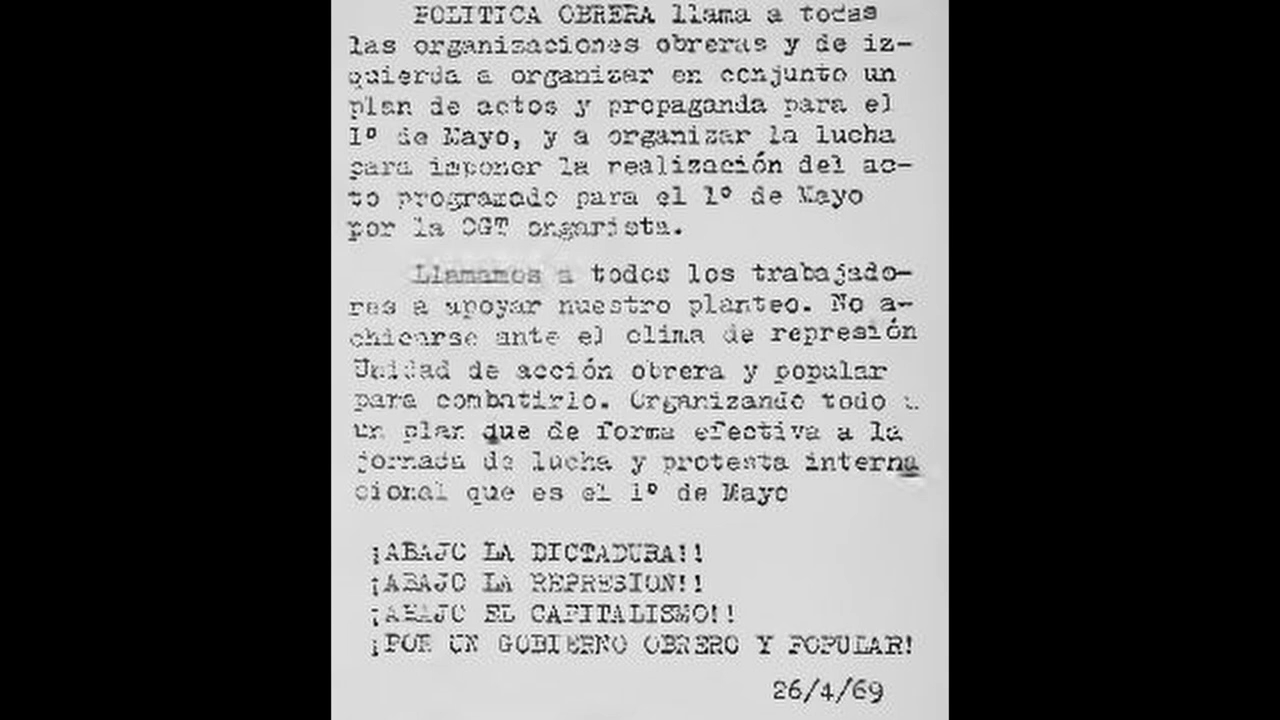 POLITICA OBRERA llama a todas
las organizaciones obreras y de iz-
quierda a organizar en conjunto un
plan de actos y propaganda para el
1º de Mayo, y a organizar la lucha
para imponer la realización del ac-
to programado para el 1º de Mayo
por la CGT ongarista.
Llamamos a todos los trabajado-
res a apoyar nuestro planteo. No a-
chicarse ante el clima de represión
Unidad de acción obrera y popular
para combatirlo. Organizando todo
un plan que de forma efectiva a la
jornada de lucha y protesta interna
cional que es el 1º de Mayo
¡ABAJO LA DICTADURA!!
¡ABAJO LA REPRESION!!
¡ABAJO EL CAPITALISMO!!
¡POR UN GOBIERNO OBRERO Y POPULAR!
26/4/69